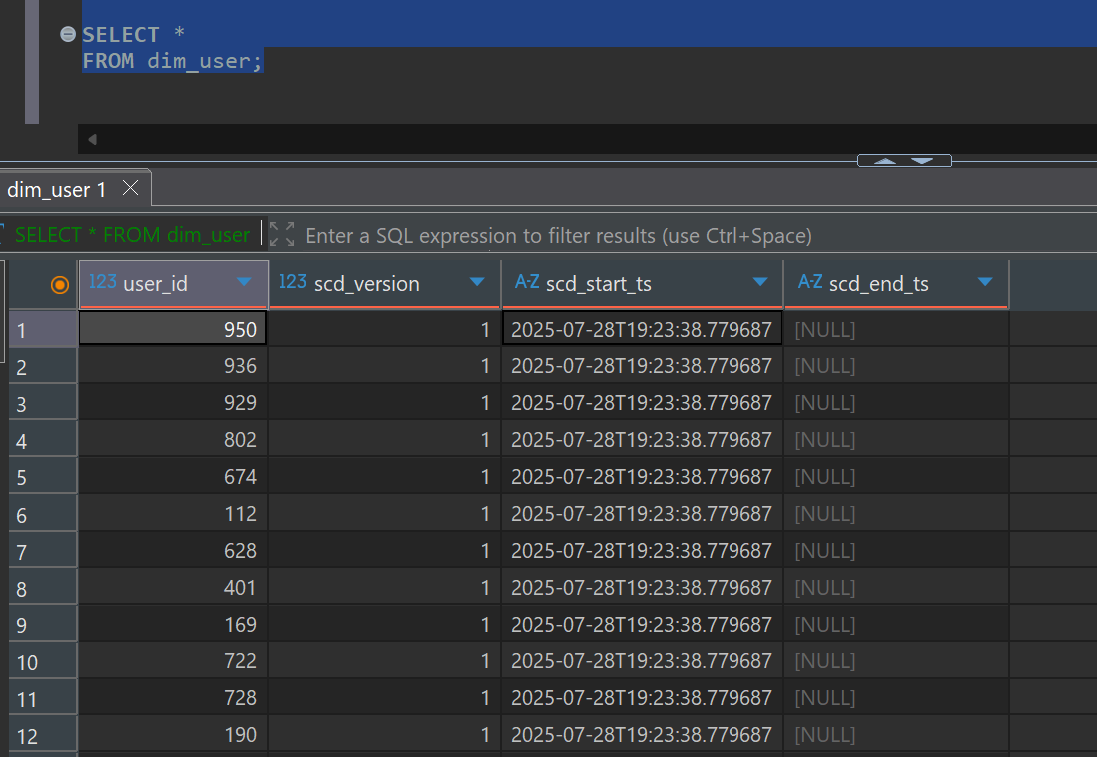 SELECT *
FROM dim_user;
dim_user 1
SELECT * FROM dim_user Enter a SQL expression to filter results (use Ctrl+Space)
123 user_id 123 scd_version A-Z scd_start_ts A-Z scd_end_ts
1 950 1 2025-07-28T19:23:38.779687 [NULL]
2 936 1 2025-07-28T19:23:38.779687 [NULL]
3 929 1 2025-07-28T19:23:38.779687 [NULL]
4 802 1 2025-07-28T19:23:38.779687 [NULL]
5 674 1 2025-07-28T19:23:38.779687 [NULL]
6 112 1 2025-07-28T19:23:38.779687 [NULL]
7 628 1 2025-07-28T19:23:38.779687 [NULL]
8 401 1 2025-07-28T19:23:38.779687 [NULL]
9 169 1 2025-07-28T19:23:38.779687 [NULL]
10 722 1 2025-07-28T19:23:38.779687 [NULL]
11 728 1 2025-07-28T19:23:38.779687 [NULL]
12 190 1 2025-07-28T19:23:38.779687 [NULL]